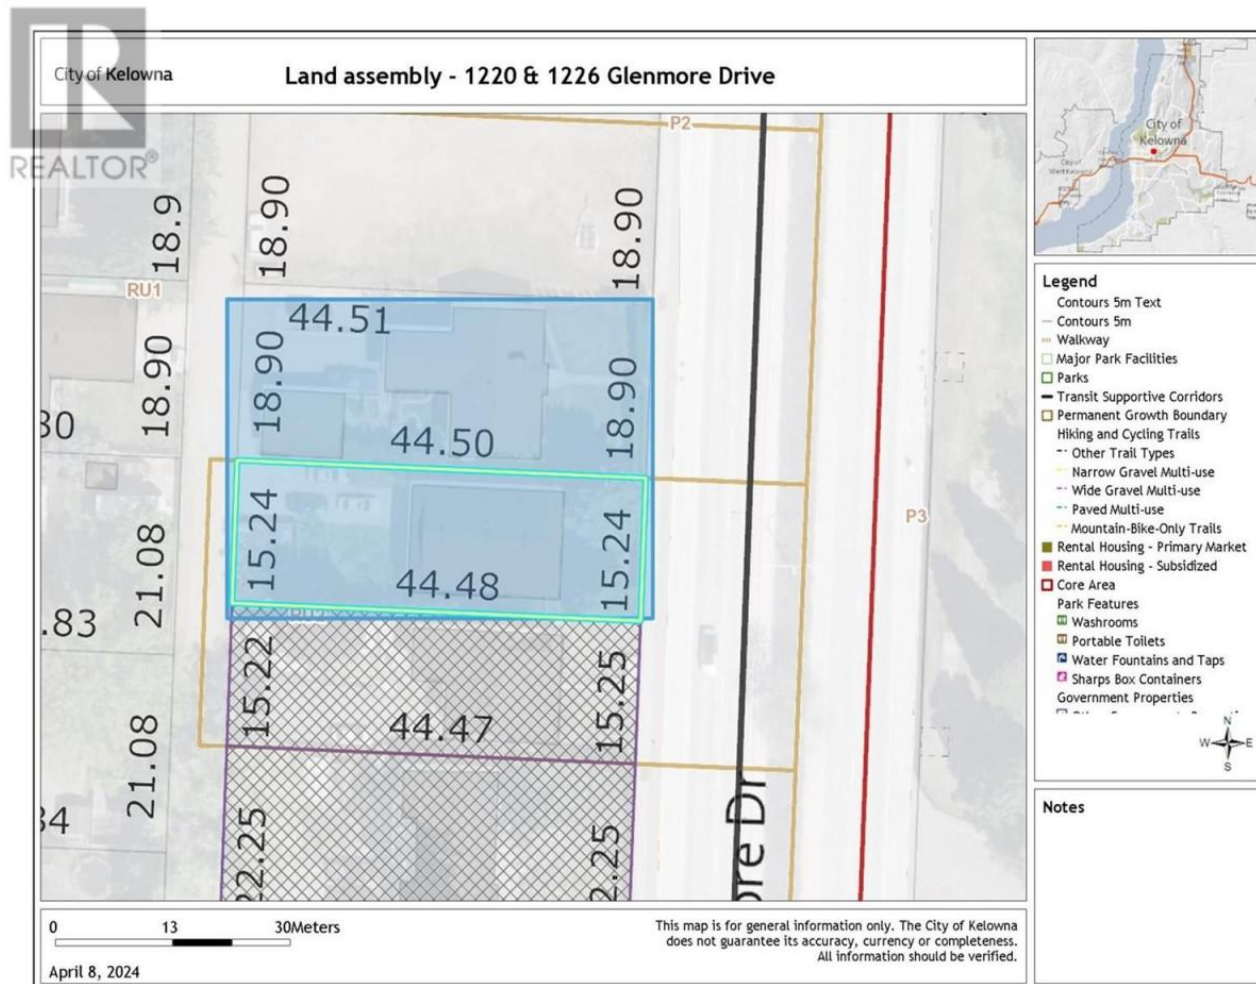 City of Kelowna
Land assembly - 1220 & 1226 Glenmore Drive
REALTOR®
P2
18.9
18.90
18.90
RU1
44.51
18.90
18.90
18.90
30
44.50
15.24
15.24
P3
21.08
44.48
.83
RU2
15.22
15.25
44.47
21.08
34
22.25
2.25
ore Dr
City of
Kelowna
City of
West Kelowna
Legend
Contours 5m Text
Contours 5m
Walkway
Major Park Facilities
Parks
Transit Supportive Corridors
Permanent Growth Boundary
Hiking and Cycling Trails
Other Trail Types
Narrow Gravel Multi-use
Wide Gravel Multi-use
Paved Multi-use
Mountain-Bike-Only Trails
Rental Housing - Primary Market
Rental Housing - Subsidized
Core Area
Park Features
Washrooms
Portable Toilets
Water Fountains and Taps
Sharps Box Containers
Government Properties
N
W E
S
Notes
0 13 30Meters
April 8, 2024
This map is for general information only. The City of Kelowna
does not guarantee its accuracy, currency or completeness.
All information should be verified.